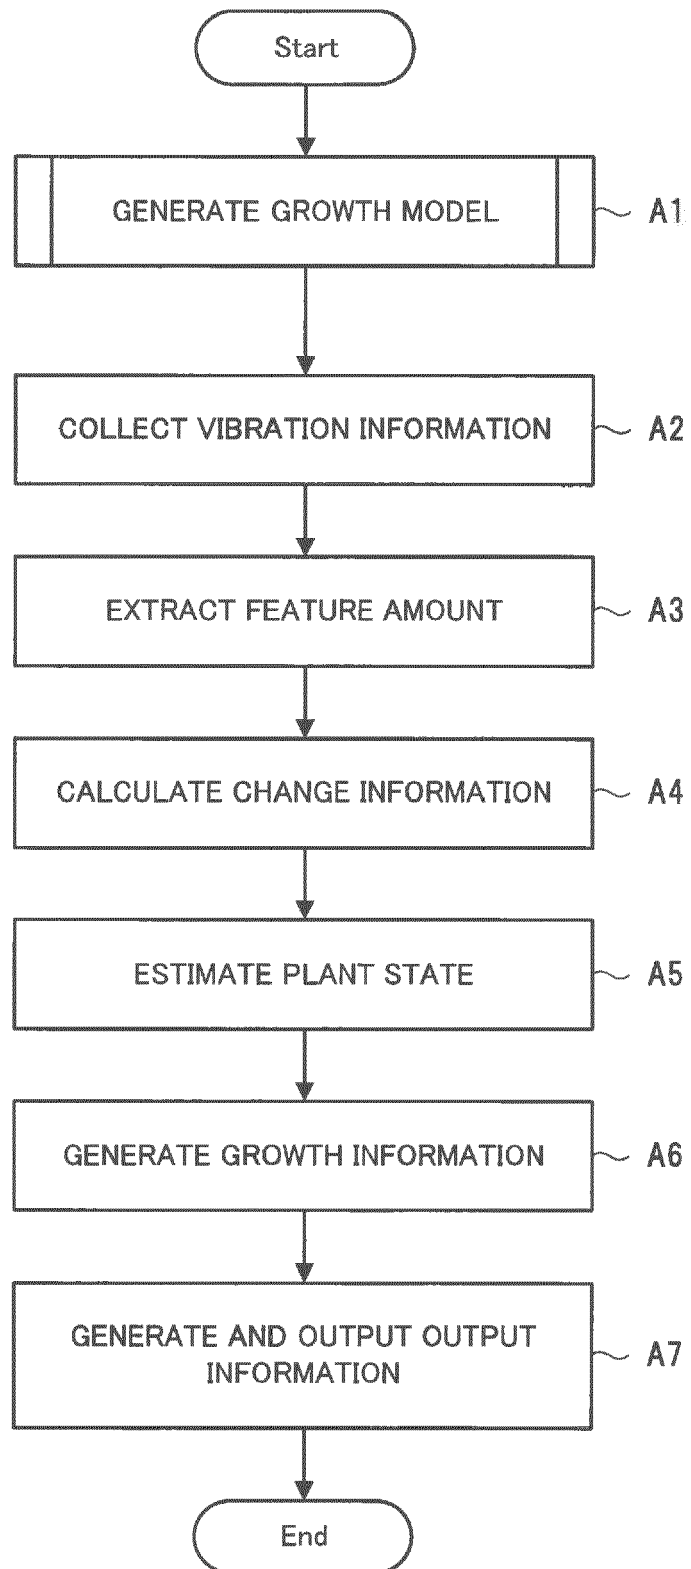 Start
GENERATE GROWTH MODEL
A1
COLLECT VIBRATION INFORMATION
A2
EXTRACT FEATURE AMOUNT
A3
CALCULATE CHANGE INFORMATION
A4
ESTIMATE PLANT STATE
A5
GENERATE GROWTH INFORMATION
A6
GENERATE AND OUTPUT OUTPUT
INFORMATION
A7
End